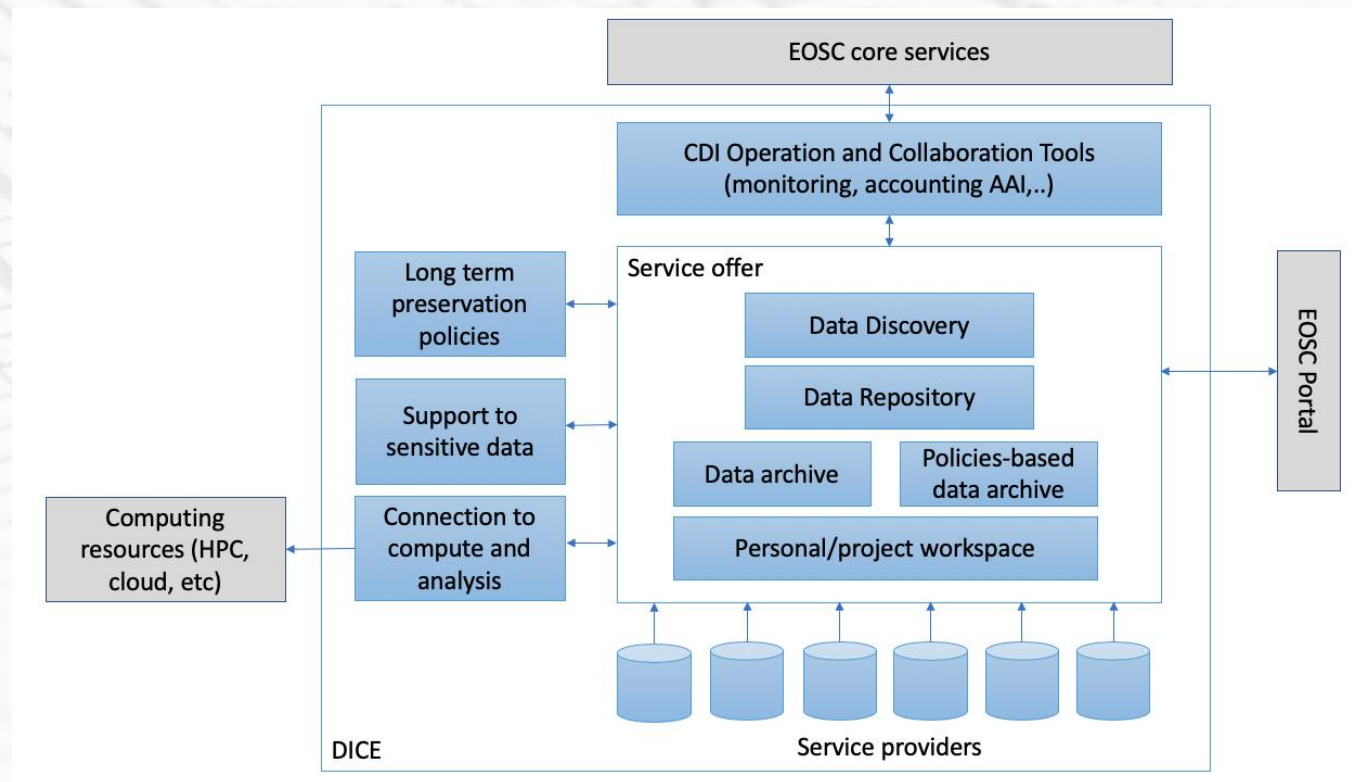 EOSC core services
CDI Operation and Collaboration Tools
(monitoring, accounting AAI,..)
Long term
preservation
policies
Service offer
Data Discovery
EOSC Portal
Data Repository
Support to
sensitive data
Data archive
Policies-based
data archive
Computing
resources (HPC,
cloud, etc)
Connection to
compute and
analysis
Personal/project workspace
DICE
Service providers